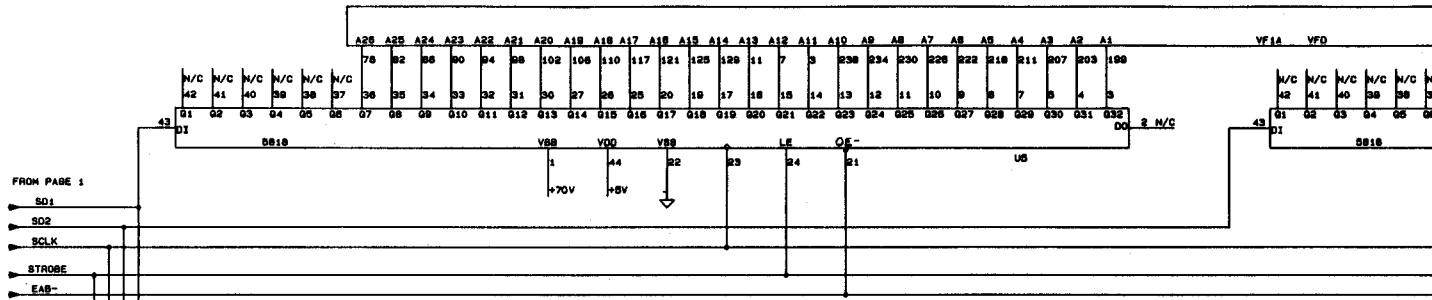 A26 A25 A24 A23 A22 A21 A20 A19 A18 A17 A16 A15 A14 A13 A12 A11 A10 A9 A8 A7 A6 A5 A4 A3 A2 A1 VF14 VFD
78 82 86 90 94 98 102 106 110 117 121 125 129 11 7 3 238 234 230 226 222 218 211 207 203 199
N/C N/C N/C N/C N/C N/C N/C N/C N/C N/C N/C
42 41 40 39 38 37 36 35 34 33 32 31 30 27 26 25 20 19 17 16 15 14 13 12 11 10 9 8 7 6 4 3 42 41 40 39 38
Q1 Q2 Q3 Q4 Q5 Q6 Q7 Q8 Q9 Q10 Q11 Q12 Q13 Q14 Q15 Q16 Q17 Q18 Q19 Q20 Q21 Q22 Q23 Q24 Q25 Q26 Q27 Q28 Q29 Q30 Q31 Q32 Q1 Q2 Q3 Q4 Q5
43 DI DO 2 N/C 43 DI
5818 VBB VDD VSS LE OE- U5 5818
1 44 22 23 24 21
+70V +5V
FROM PAGE 1
SD1
SD2
SCLK
STROBE
EAB-